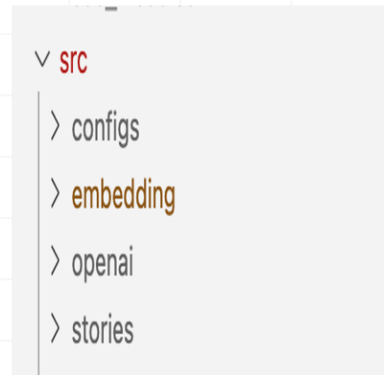 src
configs
embedding
openai
stories